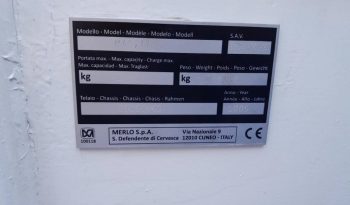 Modello - Model - Modèle - Modelo - Modell
S.A.V.
Portata max. - Max. capacity - Charge max.
Max. capacidad - Max. Traglast
Peso - Weight - Poids - Peso - Gewicht
kg
kg
Telaio - Chassis - Chassis - Chasis - Rahmen
Anno - Year
MERLO S.p.A.
S. Defendente di Cervasca
Via Nazionale 9
12010 CUNEO - ITALY
CE